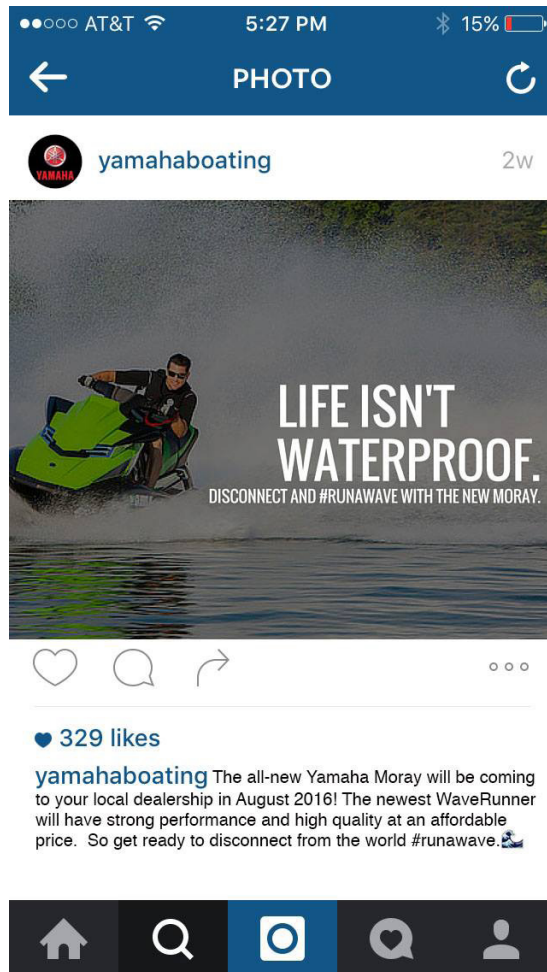 AT&T 5:27 PM 15%
PHOTO
YAMAHA
yamahaboating 2w
LIFE ISN'T
WATERPROOF.
DISCONNECT AND #RUNAWAVE WITH THE NEW MORAY.
329 likes
yamahaboating The all-new Yamaha Moray will be coming
to your local dealership in August 2016! The newest WaveRunner
will have strong performance and high quality at an affordable
price.  So get ready to disconnect from the world #runawave.🌊